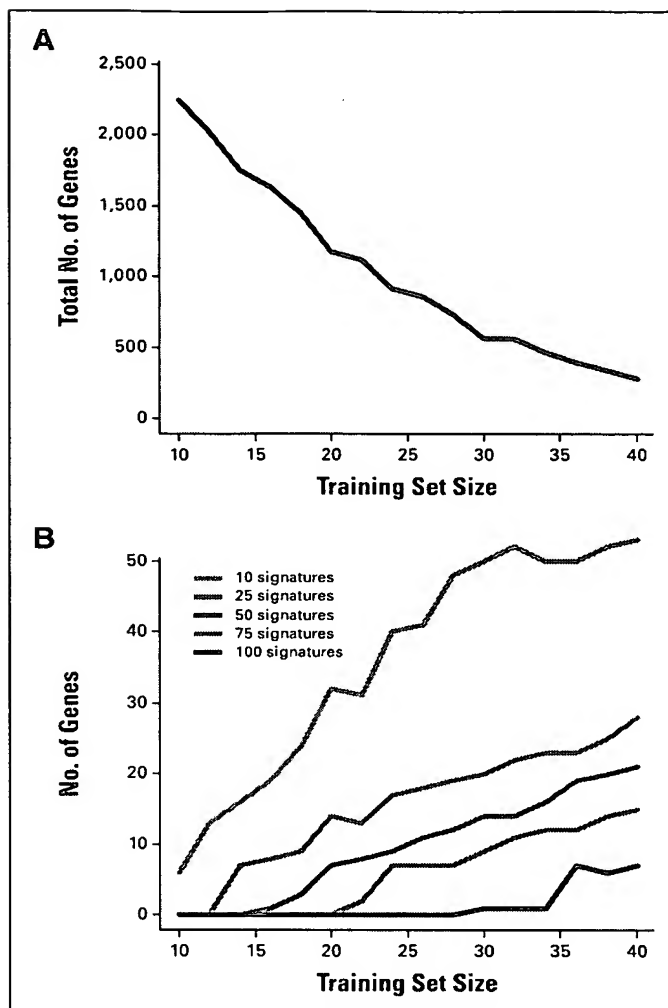 A
2,500
2,000
1,500
1,000
500
0
Total No. of Genes
10 15 20 25 30 35 40
Training Set Size
B
50
40
30
20
10
0
No. of Genes
10 signatures
25 signatures
50 signatures
75 signatures
100 signatures
10 15 20 25 30 35 40
Training Set Size